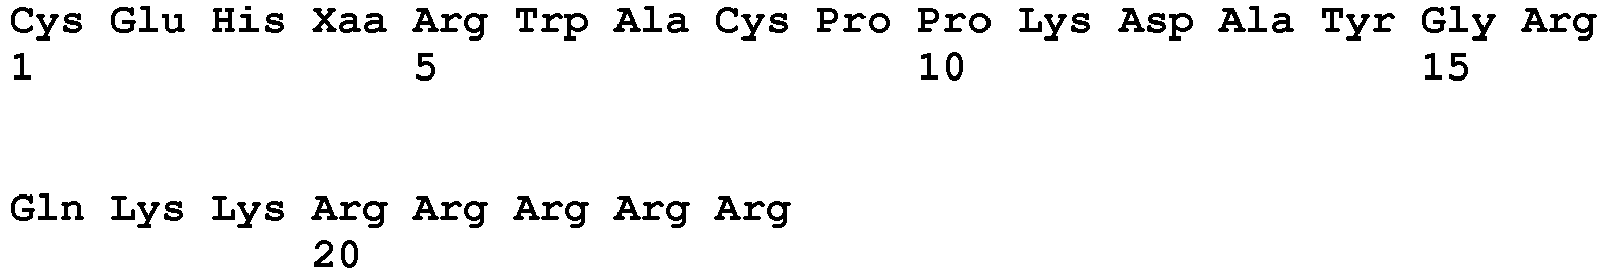 Cys Glu His Xaa Arg Trp Ala Cys Pro Pro Lys Asp Ala Tyr Gly Arg
1 5 10 15
Gln Lys Lys Arg Arg Arg Arg Arg
20